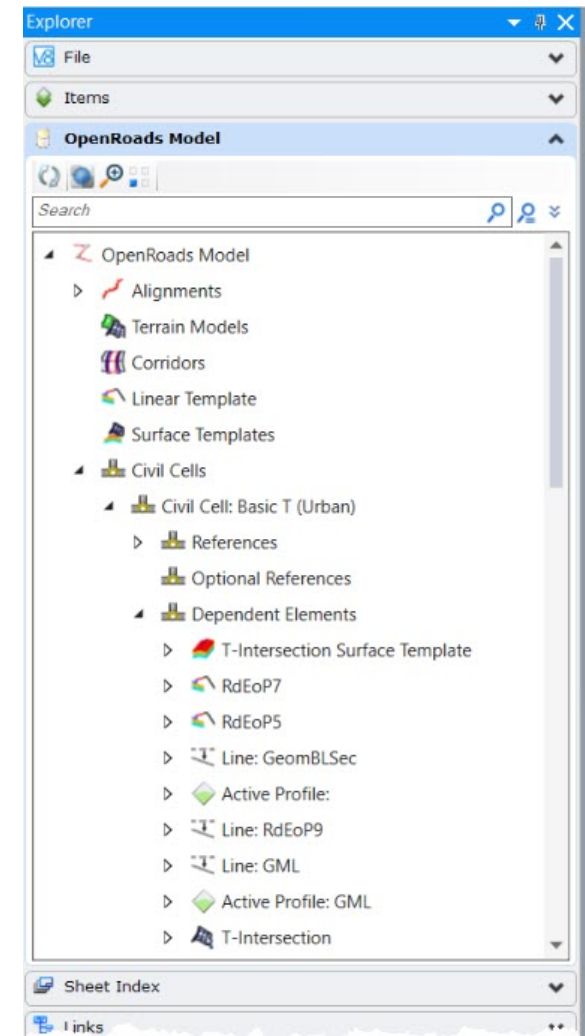 Explorer
File
Items
OpenRoads Model
Search
OpenRoads Model
Alignments
Terrain Models
Corridors
Linear Template
Surface Templates
Civil Cells
Civil Cell: Basic T (Urban)
References
Optional References
Dependent Elements
T-Intersection Surface Template
RdEoP7
RdEoP5
Line: GeomBLSec
Active Profile:
Line: RdEoP9
Line: GML
Active Profile: GML
T-Intersection
Sheet Index
Links